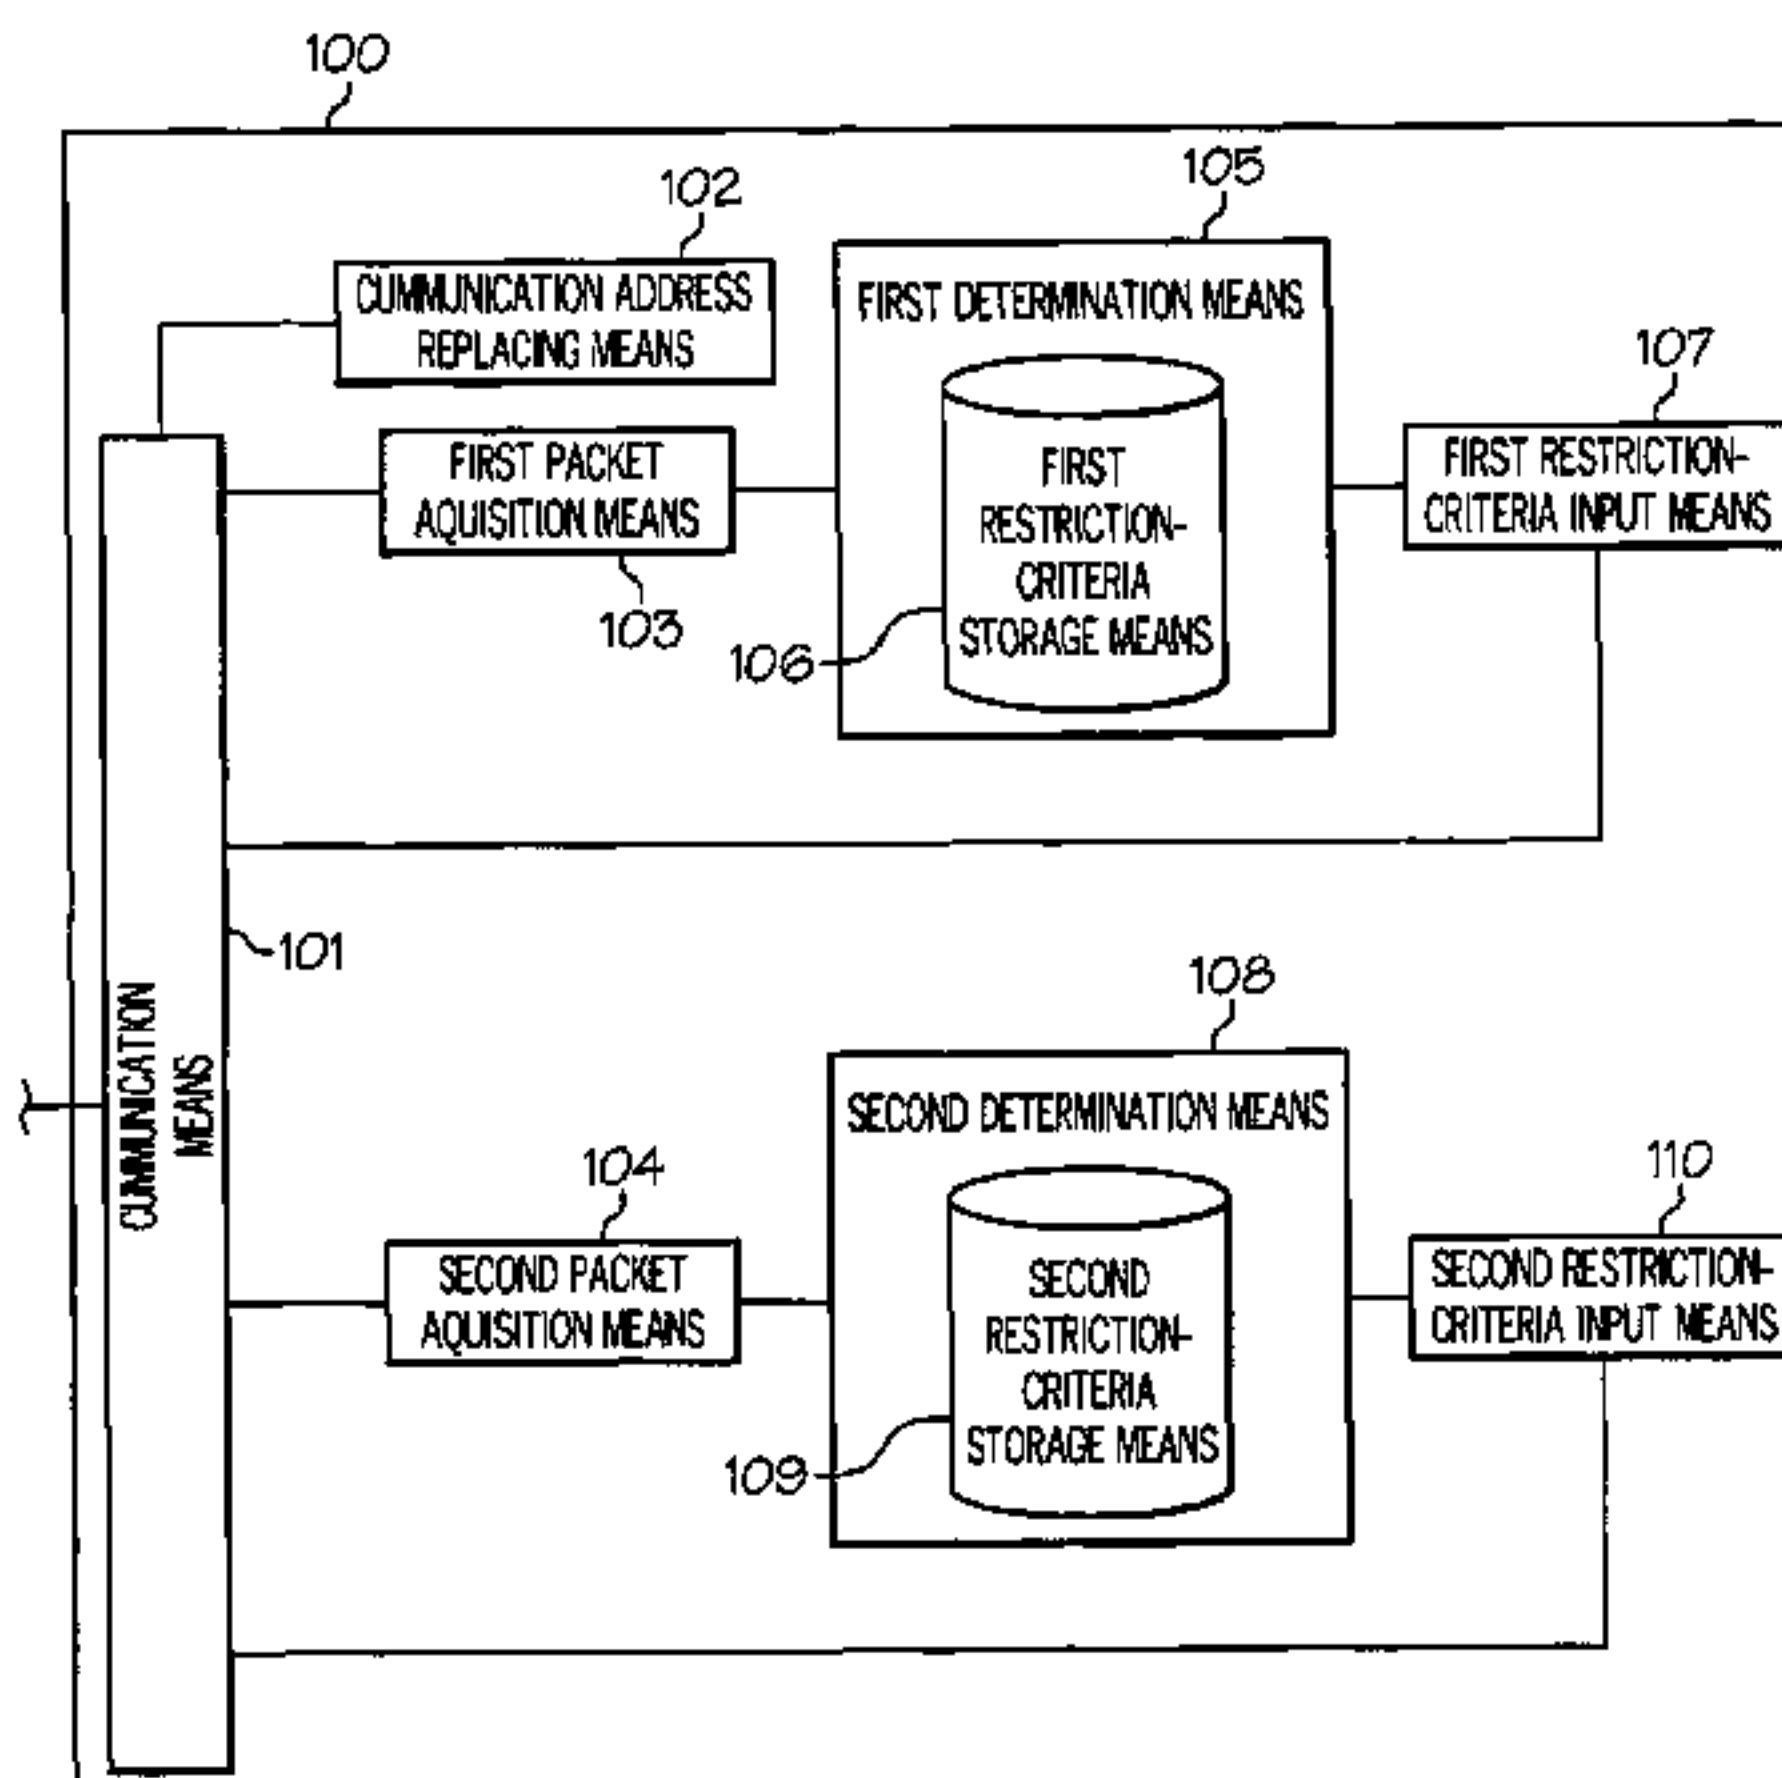 100
102
CUMMUNICATION ADDRESS
REPLACING MEANS
105
FIRST DETERMINATION MEANS
FIRST
RESTRICTION-
CRITERIA
STORAGE MEANS
106
107
FIRST RESTRICTION-
CRITERIA INPUT MEANS
FIRST PACKET
AQUISITION MEANS
103
101
CUMMUNICATION
MEANS
104
SECOND PACKET
AQUISITION MEANS
108
SECOND DETERMINATION MEANS
SECOND
RESTRICTION-
CRITERIA
STORAGE MEANS
109
110
SECOND RESTRICTION-
CRITERIA INPUT MEANS